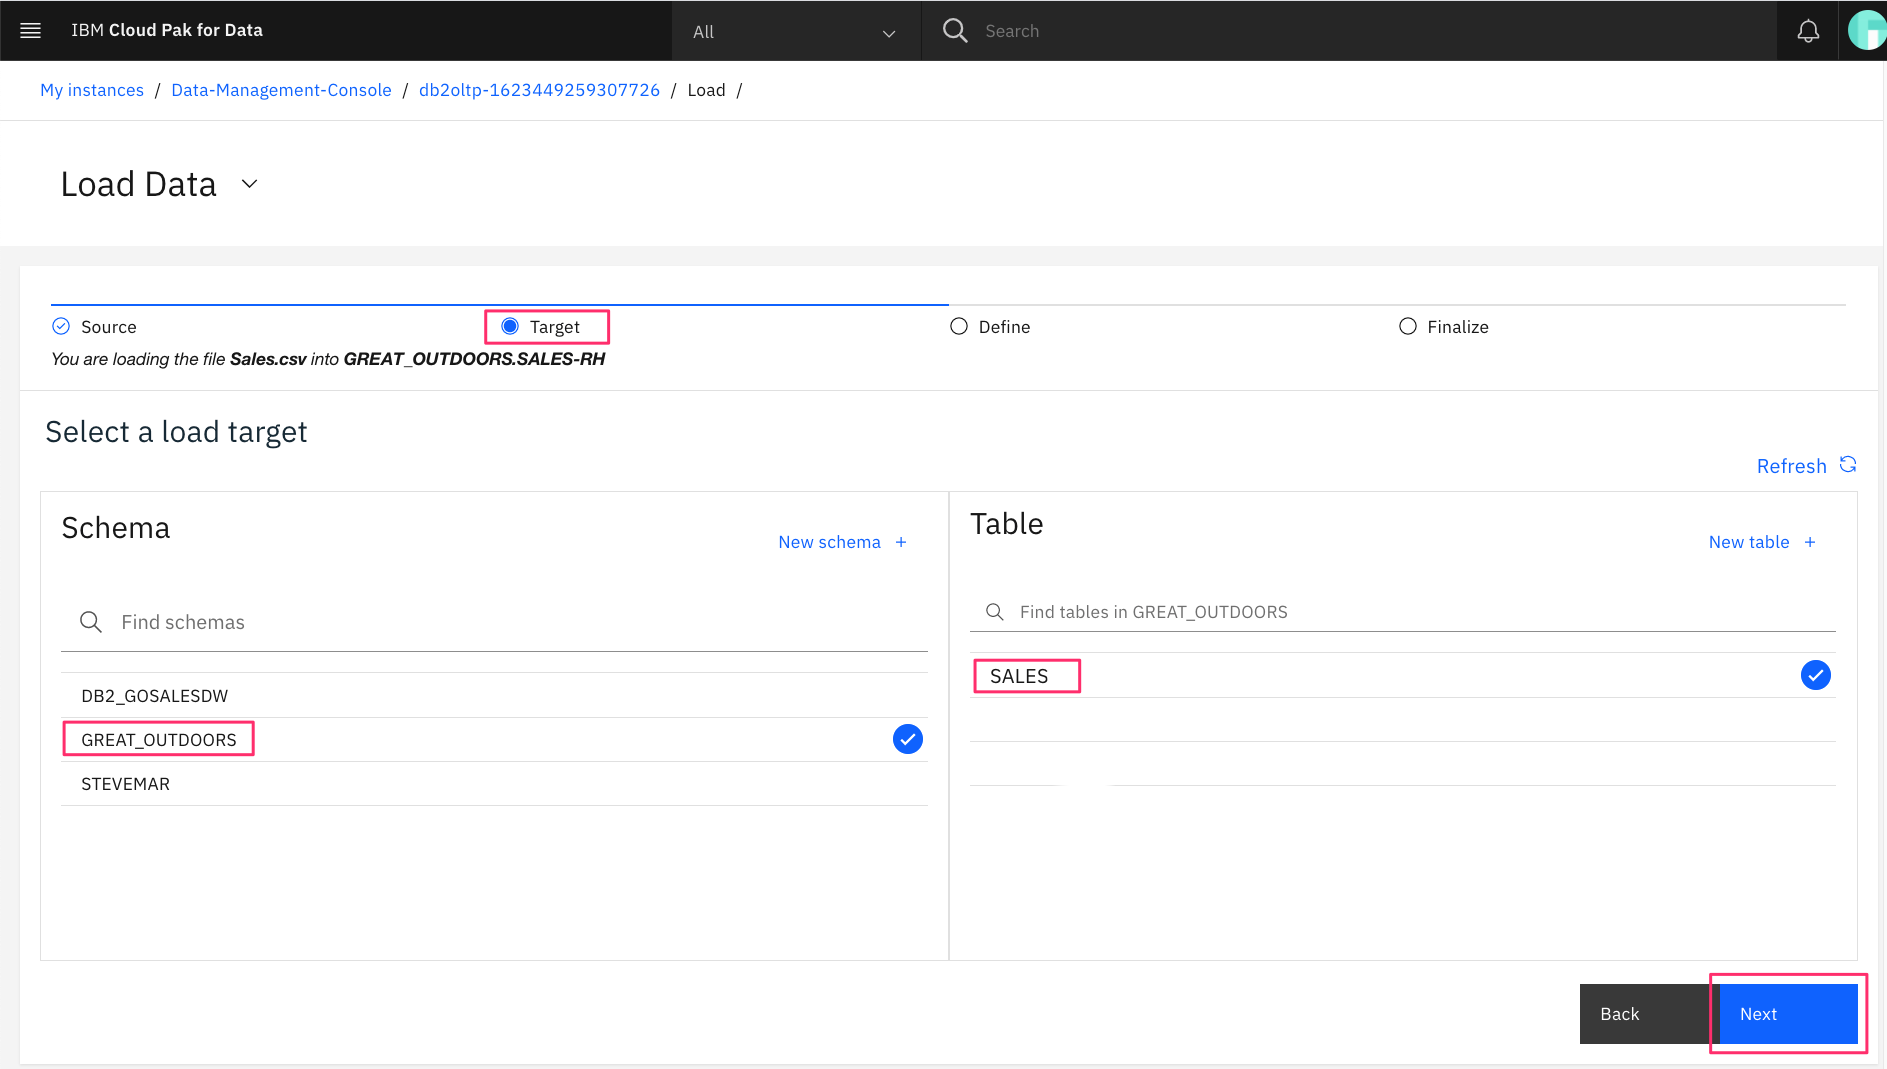 IBM Cloud Pak for Data
All
Search
My instances / Data-Management-Console / db2oltp-1623449259307726 / Load /
Load Data
Source
Target
Define
Finalize
You are loading the file Sales.csv into GREAT_OUTDOORS.SALES-RH
Select a load target
Refresh
Schema
New schema +
Find schemas
DB2_GOSALESDW
GREAT_OUTDOORS
STEVEMAR
Table
New table +
Find tables in GREAT_OUTDOORS
SALES
Back
Next